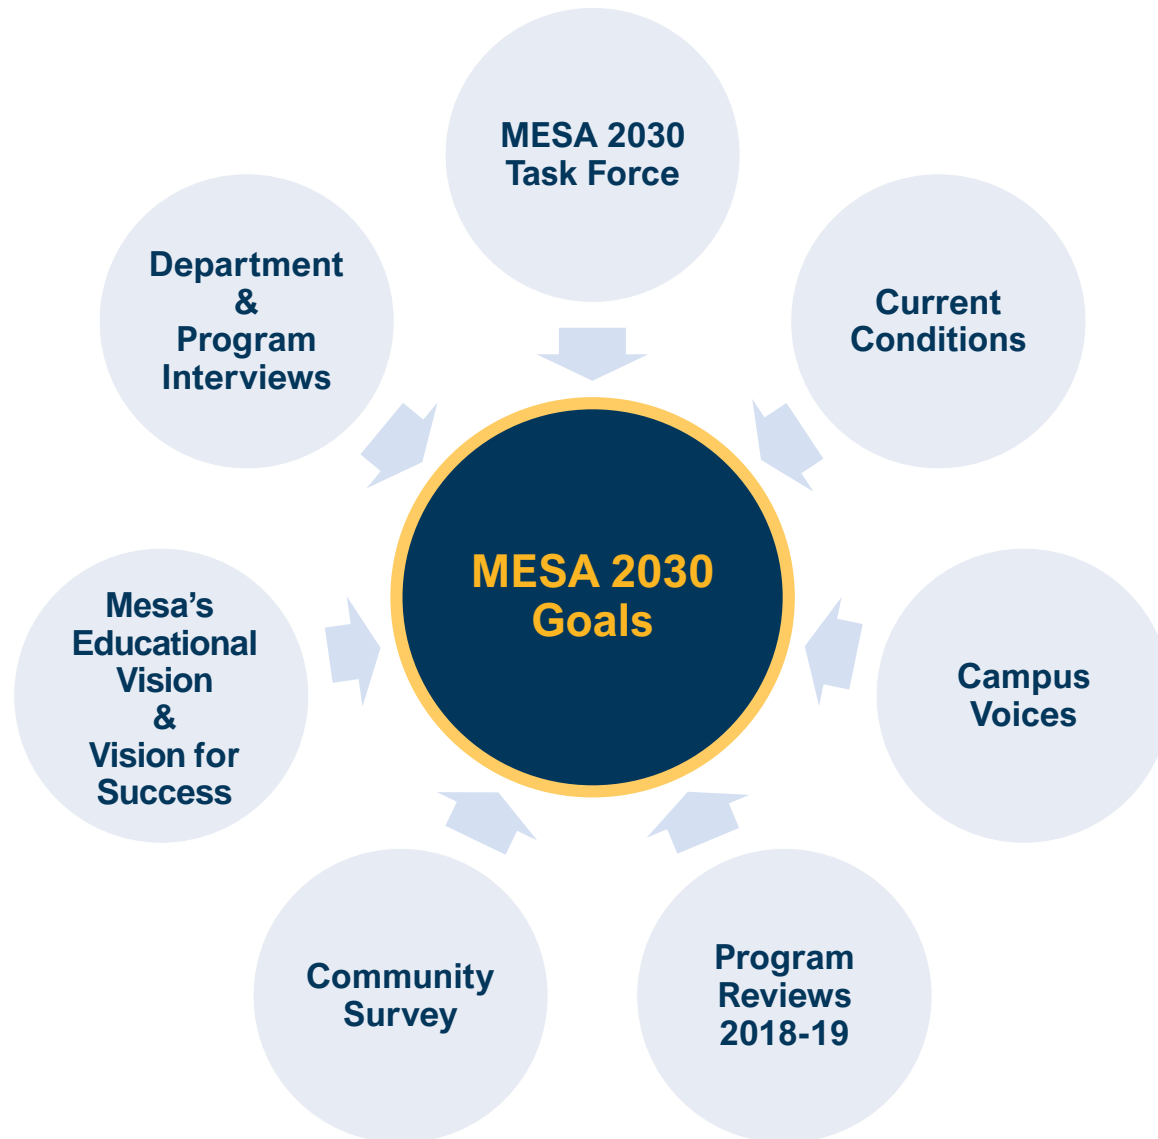 MESA 2030
Task Force
Department
&
Program
Interviews
Current
Conditions
MESA 2030
Goals
Mesa’s
Educational
Vision
&
Vision for
Success
Campus
Voices
Community
Survey
Program
Reviews
2018-19